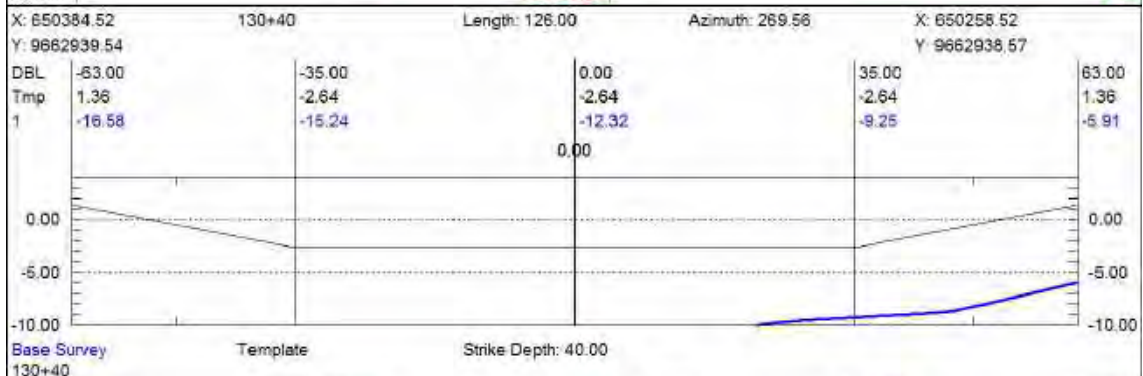 X: 650384.52 130+40 Length: 126.00 Azimuth: 269.56 X: 650258.52
Y: 9662939.54 Y: 9662938.57
DBL -63.00 -35.00 0.00 35.00 63.00
Tmp 1.36 -2.64 -2.64 -2.64 1.36
1 -16.58 -15.24 -12.32 -9.25 -5.91
0.00
0.00 0.00
-5.00 -5.00
-10.00 -10.00
Base Survey Template Strike Depth: 40.00
130+40